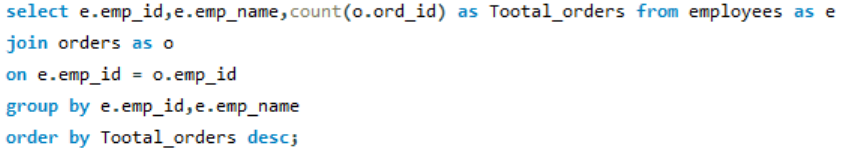 select e.emp_id,e.emp_name,count(o.ord_id) as Tootal_orders from employees as e
join orders as o
on e.emp_id = o.emp_id
group by e.emp_id,e.emp_name
order by Tootal_orders desc;